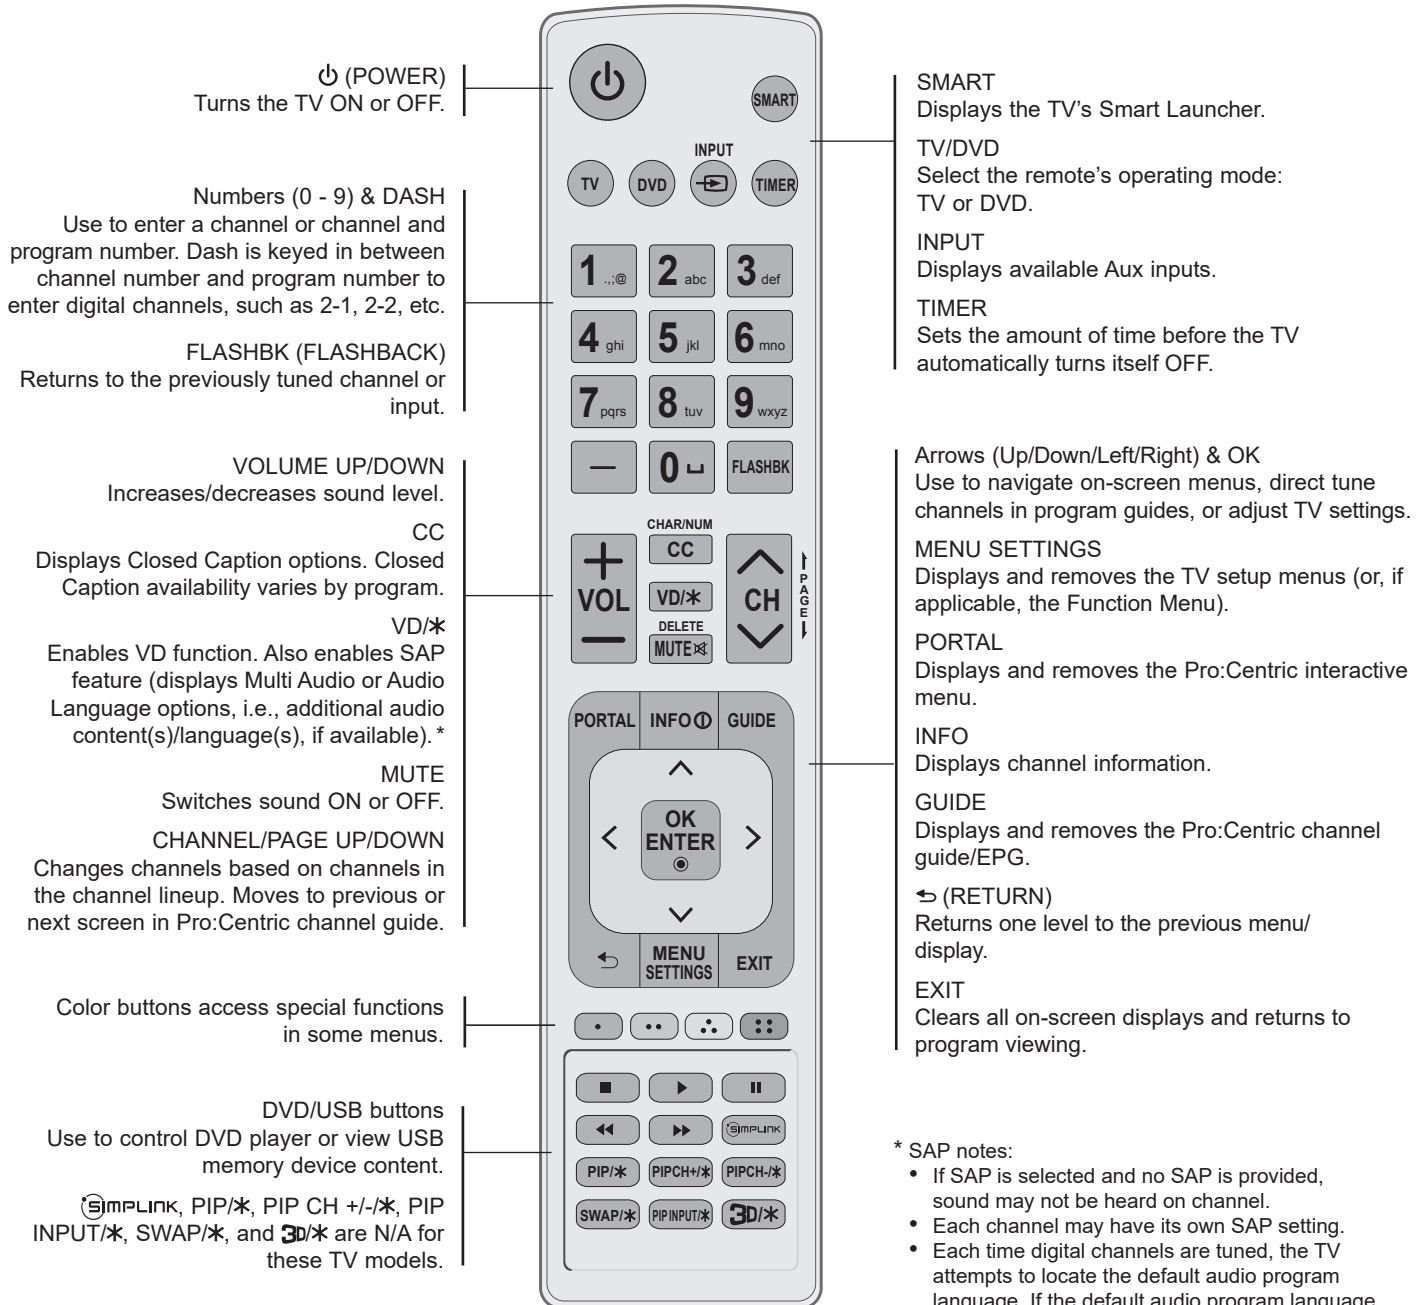 ⏻ (POWER)
Turns the TV ON or OFF.
Numbers (0 - 9) & DASH
Use to enter a channel or channel and
program number. Dash is keyed in between
channel number and program number to
enter digital channels, such as 2-1, 2-2, etc.
FLASHBK (FLASHBACK)
Returns to the previously tuned channel or
input.
VOLUME UP/DOWN
Increases/decreases sound level.
CC
Displays Closed Caption options. Closed
Caption availability varies by program.
VD/*
Enables VD function. Also enables SAP
feature (displays Multi Audio or Audio
Language options, i.e., additional audio
content(s)/language(s), if available). *
MUTE
Switches sound ON or OFF.
CHANNEL/PAGE UP/DOWN
Changes channels based on channels in
the channel lineup. Moves to previous or
next screen in Pro:Centric channel guide.
Color buttons access special functions
in some menus.
DVD/USB buttons
Use to control DVD player or view USB
memory device content.
SIMPLINK, PIP/*, PIP CH +/-/*, PIP
INPUT/*, SWAP/*, and 3D/* are N/A for
these TV models.
SMART
INPUT
TV
DVD
TIMER
1 .,;@
2 abc
3 def
4 ghi
5 jkl
6 mno
7 pqrs
8 tuv
9 wxyz
—
0 ⌴
FLASHBK
CHAR/NUM
+
VOL
—
CC
VD/*
DELETE
MUTE
CH
PAGE
PORTAL
INFO
GUIDE
OK
ENTER
MENU
SETTINGS
EXIT
SIMPLINK
PIP/*
PIPCH+/*
PIPCH-/*
SWAP/*
PIP INPUT/*
3D/*
SMART
Displays the TV's Smart Launcher.
TV/DVD
Select the remote's operating mode:
TV or DVD.
INPUT
Displays available Aux inputs.
TIMER
Sets the amount of time before the TV
automatically turns itself OFF.
Arrows (Up/Down/Left/Right) & OK
Use to navigate on-screen menus, direct tune
channels in program guides, or adjust TV settings.
MENU SETTINGS
Displays and removes the TV setup menus (or, if
applicable, the Function Menu).
PORTAL
Displays and removes the Pro:Centric interactive
menu.
INFO
Displays channel information.
GUIDE
Displays and removes the Pro:Centric channel
guide/EPG.
⮌ (RETURN)
Returns one level to the previous menu/
display.
EXIT
Clears all on-screen displays and returns to
program viewing.
* SAP notes:
• If SAP is selected and no SAP is provided,
sound may not be heard on channel.
• Each channel may have its own SAP setting.
• Each time digital channels are tuned, the TV
attempts to locate the default audio program
language. If the default audio program language